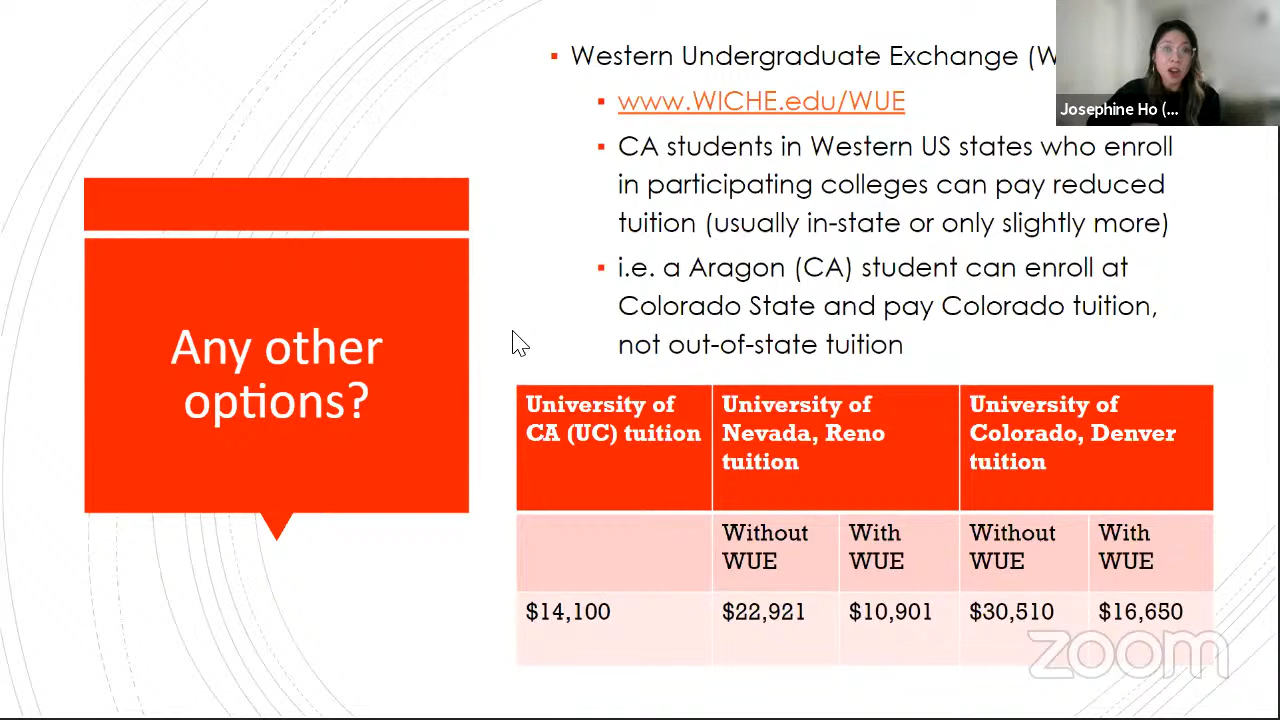 Western Undergraduate Exchange (W
www.WICHE.edu/WUE
CA students in Western US states who enroll
in participating colleges can pay reduced
tuition (usually in-state or only slightly more)
i.e. a Aragon (CA) student can enroll at
Colorado State and pay Colorado tuition,
not out-of-state tuition
Josephine Ho (...
Any other
options?
University of
CA (UC) tuition
University of
Nevada, Reno
tuition
University of
Colorado, Denver
tuition
Without
WUE
With
WUE
Without
WUE
With
WUE
$14,100
$22,921
$10,901
$30,510
$16,650
zoom